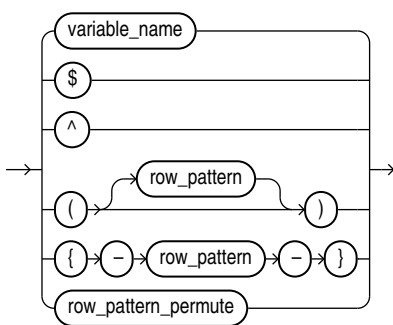 variable_name
$
^
( row_pattern )
{ – row_pattern – }
row_pattern_permute